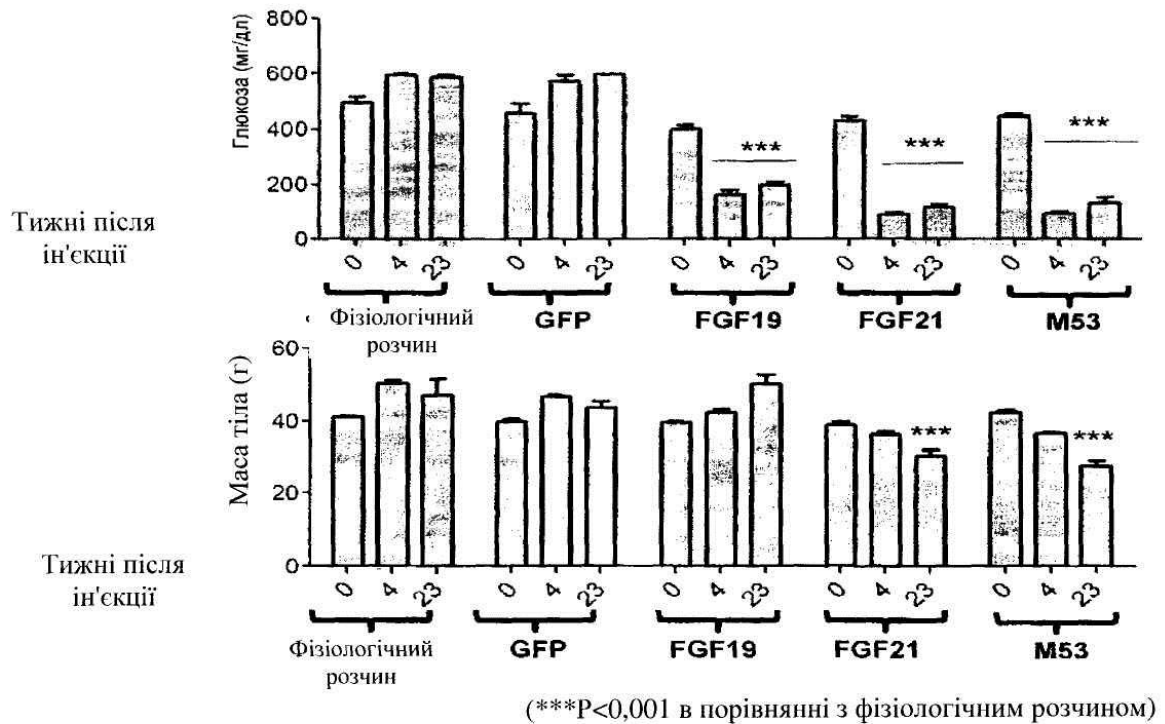 Глюкоза (мг/дл)
800
600
400
200
0
***
***
***
Тижні після
ін'єкції
0 4 23
0 4 23
0 4 23
0 4 23
0 4 23
Фізіологічний
розчин
GFP
FGF19
FGF21
M53
Маса тіла (г)
60
40
20
0
***
***
Тижні після
ін'єкції
0 4 23
0 4 23
0 4 23
0 4 23
0 4 23
Фізіологічний
розчин
GFP
FGF19
FGF21
M53
(***P<0,001 в порівнянні з фізіологічним розчином)